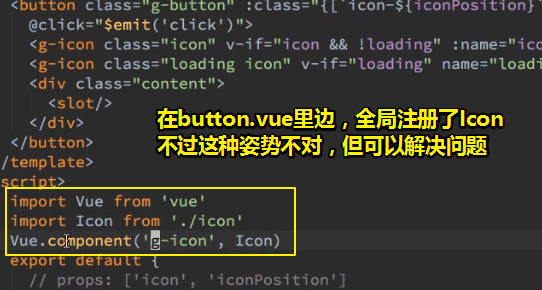 <button class="g-button" :class="{[`icon-${iconPosition}`
@click="$emit('click')">
<g-icon class="icon" v-if="icon && !loading" :name="ico
<g-icon class="loading icon" v-if="loading" name="load
<div class="content">
<slot/>
</div>
</button>
/template>
script>
import Vue from 'vue'
import Icon from './icon'
Vue.component('g-icon', Icon)
export default {
// props: ['icon', 'iconPosition']
在button.vue里边，全局注册了Icon
不过这种姿势不对，但可以解决问题